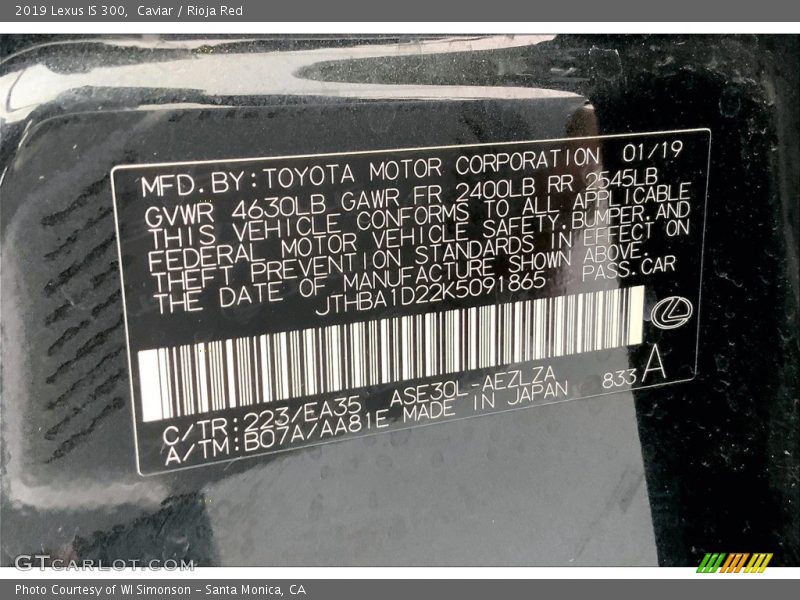 2019 Lexus IS 300, Caviar / Rioja Red
MFD.BY:TOYOTA MOTOR CORPORATION 01/19
GVWR 4630LB GAWR FR 2400LB RR 2545LB
THIS VEHICLE CONFORMS TO ALL APPLICABLE
FEDERAL MOTOR VEHICLE SAFETY,BUMPER,AND
THEFT PREVENTION STANDARDS IN EFFECT ON
THE DATE OF MANUFACTURE SHOWN ABOVE.
JTHBA1D22K5091865 PASS.CAR
C/TR:223/EA35 ASE30L-AEZLZA
A/TM:B07A/AA81E MADE IN JAPAN 833 A
GTcarlot.com
Photo Courtesy of WI Simonson - Santa Monica, CA